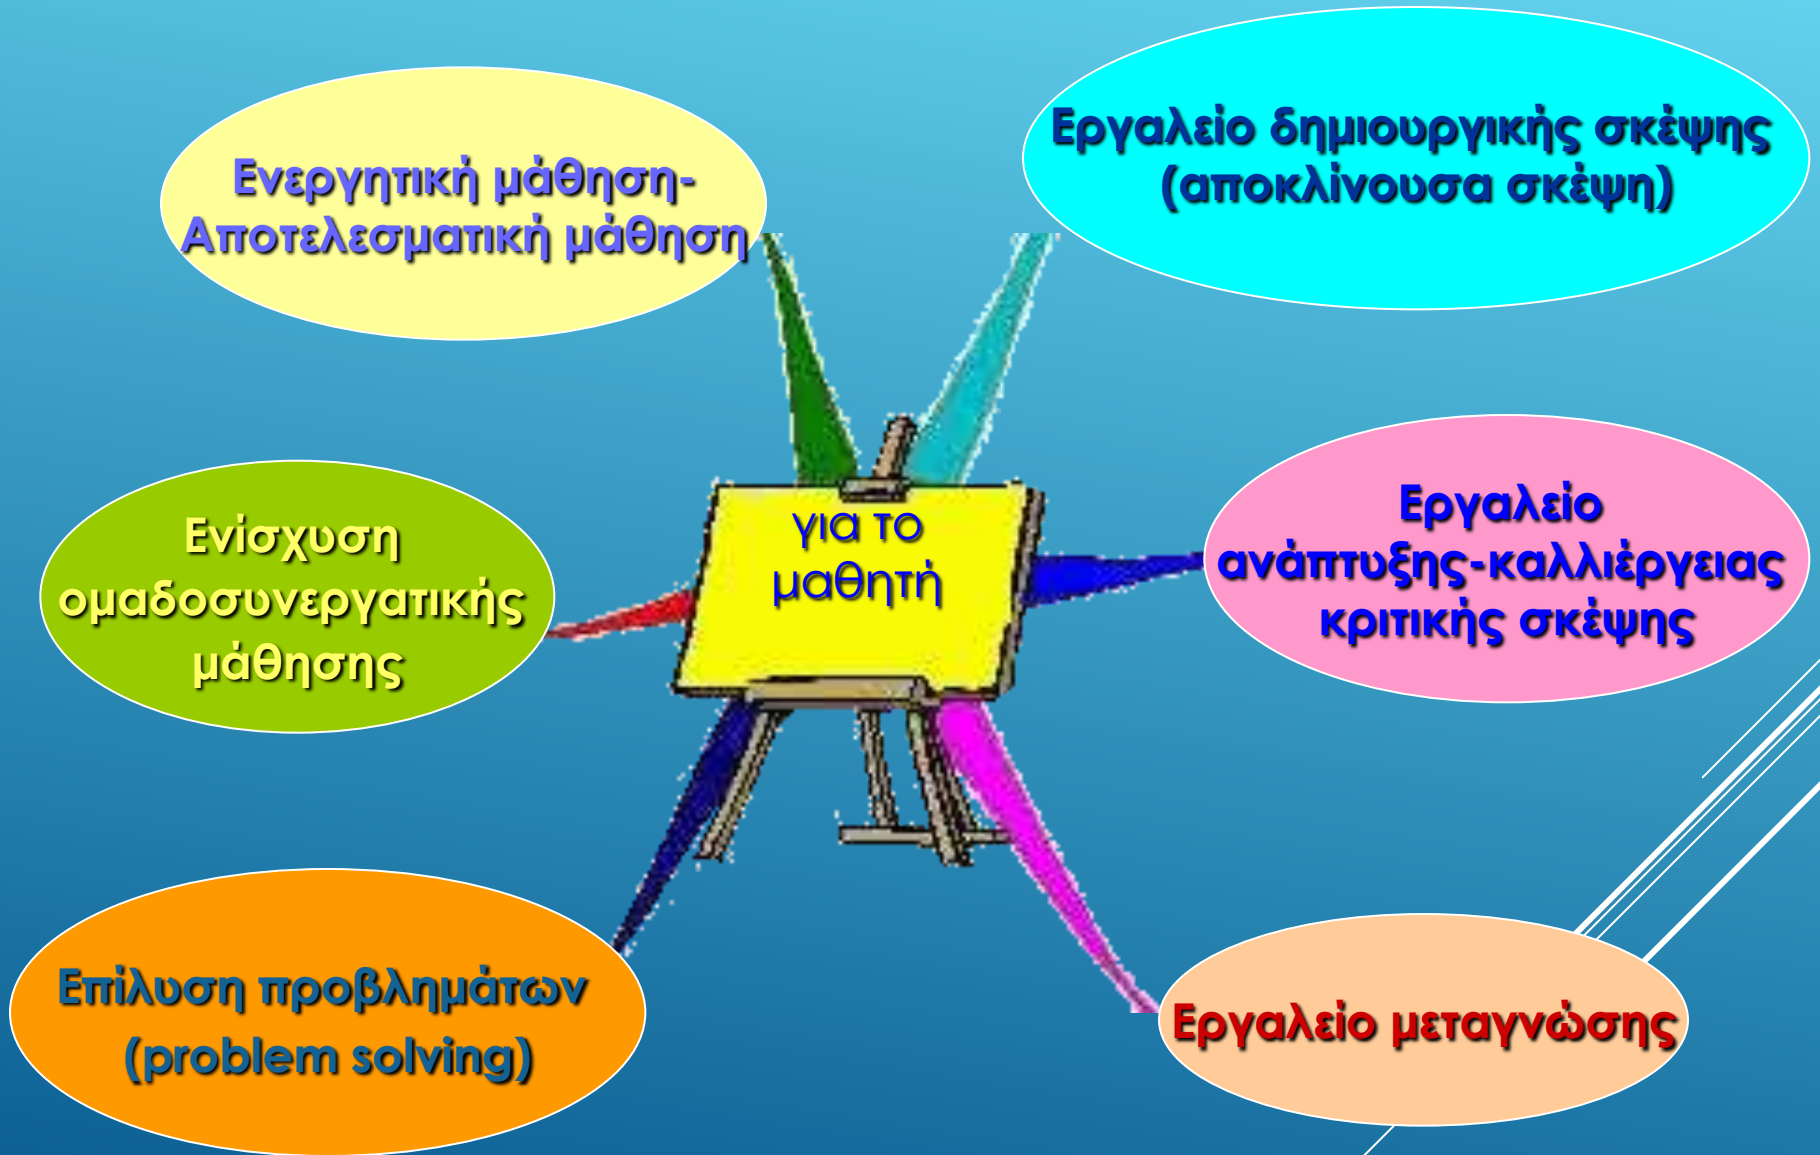 Ενεργητική μάθηση-
Αποτελεσματική μάθηση
Εργαλείο δημιουργικής σκέψης
(αποκλίνουσα σκέψη)
Ενίσχυση
ομαδοσυνεργατικής
μάθησης
για το
μαθητή
Εργαλείο
ανάπτυξης-καλλιέργειας
κριτικής σκέψης
Επίλυση προβλημάτων
(problem solving)
Εργαλείο μεταγνώσης